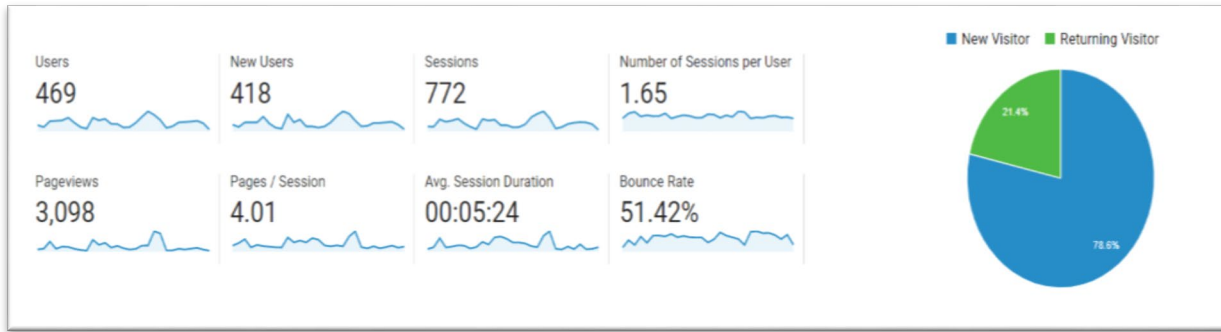 New Visitor Returning Visitor
Users New Users Sessions Number of Sessions per User
469 418 772 1.65
21.4%
Pageviews Pages / Session Avg. Session Duration Bounce Rate
3,098 4.01 00:05:24 51.42%
78.6%